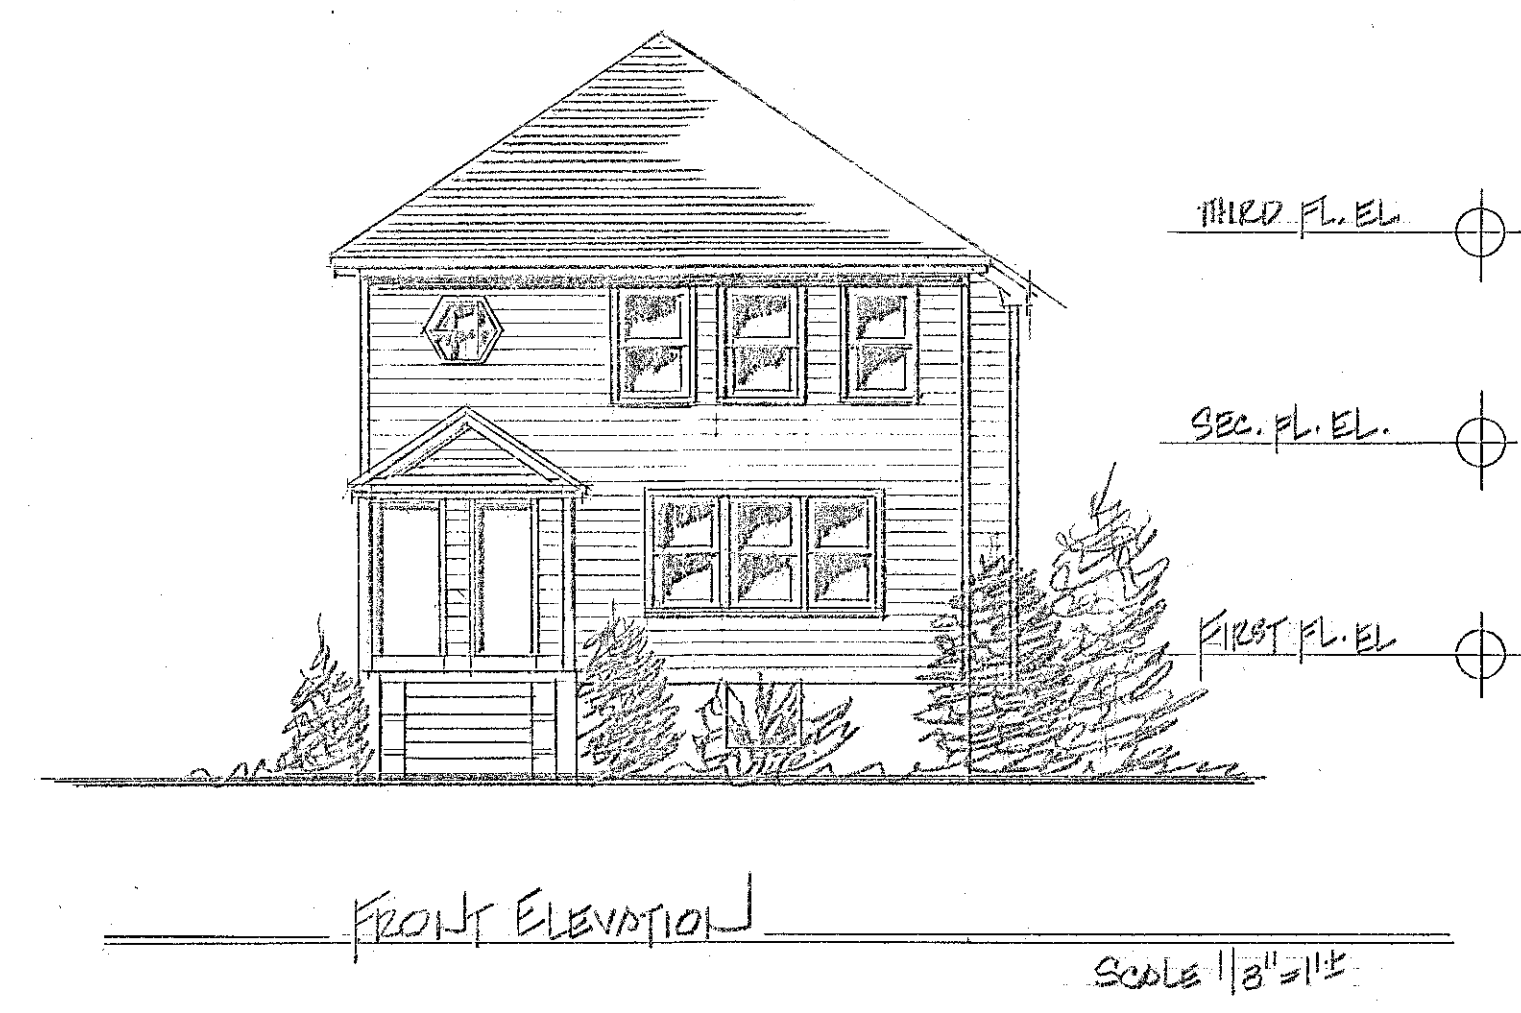 THIRD FL. EL
SEC. FL. EL.
FIRST FL. EL
FRONT ELEVATION
SCALE 1/8" = 1' ±